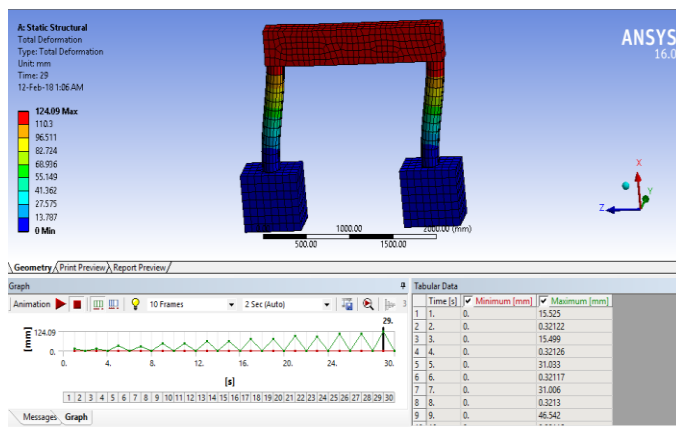 A: Static Structural
Total Deformation
Type: Total Deformation
Unit: mm
Time: 29
12-Feb-18 1:06 AM
124.09 Max
110.3
96.511
82.724
68.936
55.149
41.362
27.575
13.787
0 Min
ANSYS
16.0
X
Y
Z
1000.00
2000.00 (mm)
500.00
1500.00
Geometry Print Preview Report Preview
Graph
Animation
10 Frames
2 Sec (Auto)
3
29.
124.09
0.
[mm]
0. 4. 8. 12. 16. 20. 24. 30.
[s]
1 2 3 4 5 6 7 8 9 10 11 12 13 14 15 16 17 18 19 20 21 22 23 24 25 26 27 28 29 30
Messages Graph
Tabular Data
Time [s] Minimum [mm] Maximum [mm]
1 1. 0. 15.525
2 2. 0. 0.32122
3 3. 0. 15.499
4 4. 0. 0.32126
5 5. 0. 31.033
6 6. 0. 0.32117
7 7. 0. 31.006
8 8. 0. 0.3213
9 9. 0. 46.542